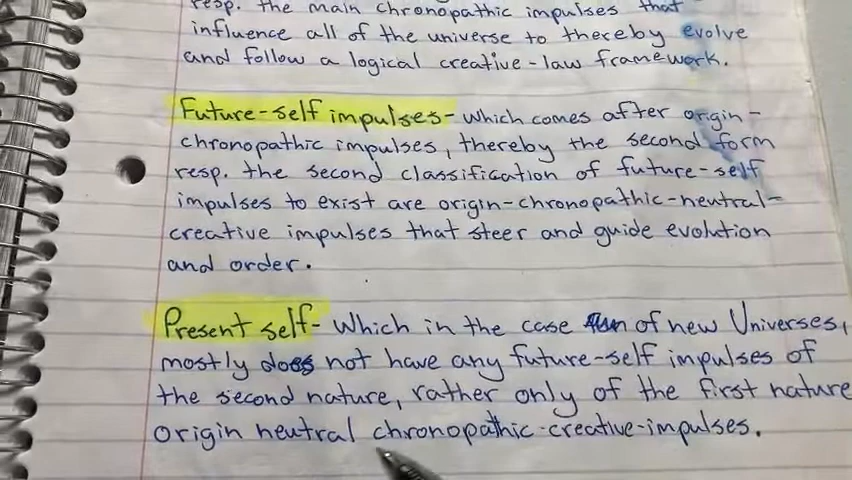 resp. the main chronopathic impulses that
influence all of the universe to thereby evolve
and follow a logical creative-law framework.
Future-self impulses- which comes after origin-
chronopathic impulses, thereby the second form
resp. the second classification of future-self
impulses to exist are origin-chronopathic-neutral-
creative impulses that steer and guide evolution
and order.
Present self- Which in the case of new Universes,
mostly does not have any future-self impulses of
the second nature, rather only of the first nature
origin neutral chronopathic-creative-impulses.